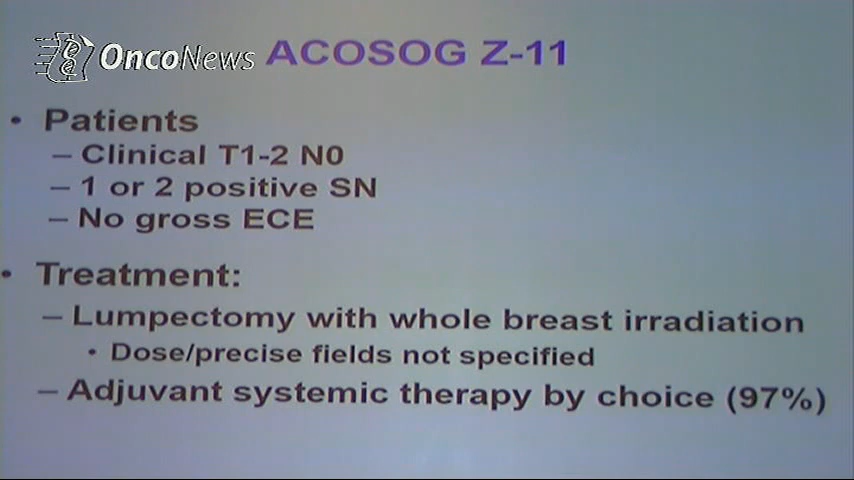 OncoNews ACOSOG Z-11
• Patients
– Clinical T1-2 N0
– 1 or 2 positive SN
– No gross ECE
• Treatment:
– Lumpectomy with whole breast irradiation
• Dose/precise fields not specified
– Adjuvant systemic therapy by choice (97%)